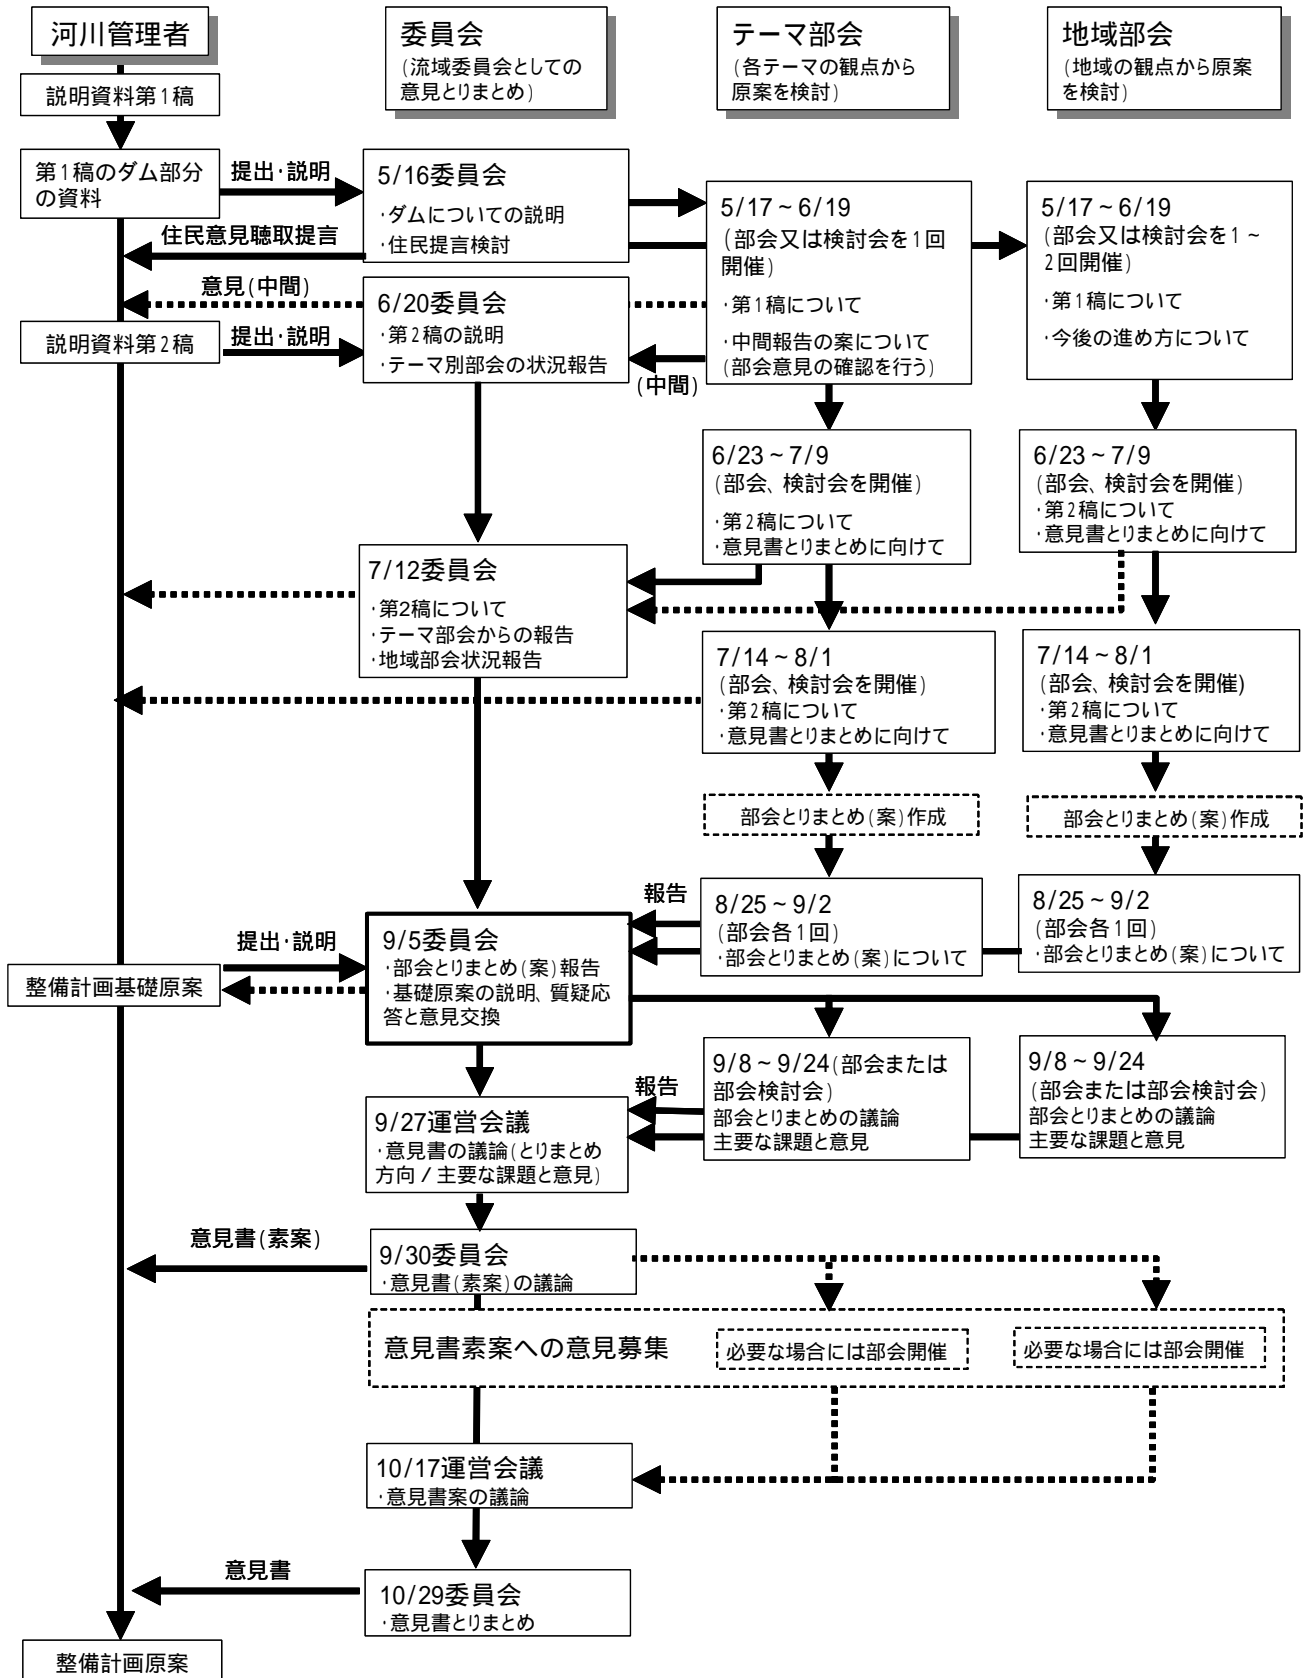 河川管理者
委員会
(流域委員会としての
意見とりまとめ)
テーマ部会
(各テーマの観点から
原案を検討)
地域部会
(地域の観点から原案
を検討)
説明資料第1稿
第1稿のダム部分
の資料
提出・説明
5/16委員会
・ダムについての説明
・住民提言検討
住民意見聴取提言
5/17~6/19
(部会又は検討会を1回
開催)
・第1稿について
・中間報告の案について
(部会意見の確認を行う)
5/17~6/19
(部会又は検討会を1~
2回開催)
・第1稿について
・今後の進め方について
意見(中間)
説明資料第2稿
提出・説明
6/20委員会
・第2稿の説明
・テーマ別部会の状況報告
(中間)
6/23~7/9
(部会、検討会を開催)
・第2稿について
・意見書とりまとめに向けて
6/23~7/9
(部会、検討会を開催)
・第2稿について
・意見書とりまとめに向けて
7/12委員会
・第2稿について
・テーマ部会からの報告
・地域部会状況報告
7/14~8/1
(部会、検討会を開催)
・第2稿について
・意見書とりまとめに向けて
7/14~8/1
(部会、検討会を開催)
・第2稿について
・意見書とりまとめに向けて
部会とりまとめ(案)作成
部会とりまとめ(案)作成
報告
8/25~9/2
(部会各1回)
・部会とりまとめ(案)について
8/25~9/2
(部会各1回)
・部会とりまとめ(案)について
整備計画基礎原案
提出・説明
9/5委員会
・部会とりまとめ(案)報告
・基礎原案の説明、質疑応
答と意見交換
9/8~9/24(部会または
部会検討会)
部会とりまとめの議論
主要な課題と意見
9/8~9/24
(部会または部会検討会)
部会とりまとめの議論
主要な課題と意見
報告
9/27運営会議
・意見書の議論(とりまとめ
方向/主要な課題と意見)
意見書(素案)
9/30委員会
・意見書(素案)の議論
意見書素案への意見募集
必要な場合には部会開催
必要な場合には部会開催
10/17運営会議
・意見書案の議論
意見書
10/29委員会
・意見書とりまとめ
整備計画原案